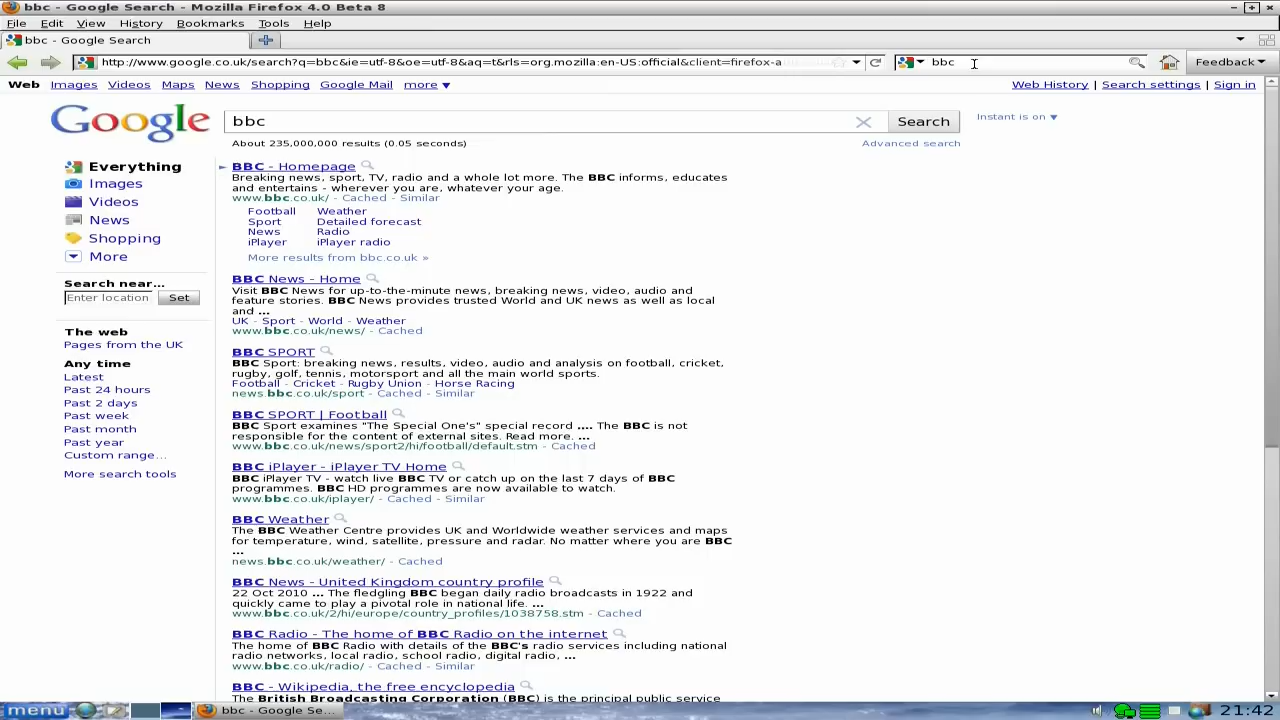 bbc - Google Search - Mozilla Firefox 4.0 Beta 8
File Edit View History Bookmarks Tools Help
bbc - Google Search
http://www.google.co.uk/search?q=bbc&ie=utf-8&oe=utf-8&aq=t&rls=org.mozilla:en-US:official&client=firefox-a
bbc
Feedback
Web Images Videos Maps News Shopping Google Mail more
Web History | Search settings | Sign in
Google
bbc
Search
Instant is on
About 235,000,000 results (0.05 seconds)
Advanced search
Everything
Images
Videos
News
Shopping
More
Search near...
Enter location Set
The web
Pages from the UK
Any time
Latest
Past 24 hours
Past 2 days
Past week
Past month
Past year
Custom range...
More search tools
BBC - Homepage
Breaking news, sport, TV, radio and a whole lot more. The BBC informs, educates
and entertains - wherever you are, whatever your age.
www.bbc.co.uk/ - Cached - Similar
Football Weather
Sport Detailed forecast
News Radio
iPlayer iPlayer radio
More results from bbc.co.uk »
BBC News - Home
Visit BBC News for up-to-the-minute news, breaking news, video, audio and
feature stories. BBC News provides trusted World and UK news as well as local
and ...
UK - Sport - World - Weather
www.bbc.co.uk/news/ - Cached
BBC SPORT
BBC Sport: breaking news, results, video, audio and analysis on football, cricket,
rugby, golf, tennis, motorsport and all the main world sports.
Football - Cricket - Rugby Union - Horse Racing
news.bbc.co.uk/sport - Cached - Similar
BBC SPORT | Football
BBC Sport examines "The Special One's" special record .... The BBC is not
responsible for the content of external sites. Read more. ...
www.bbc.co.uk/news/sport2/hi/football/default.stm - Cached
BBC iPlayer - iPlayer TV Home
BBC iPlayer TV - watch live BBC TV or catch up on the last 7 days of BBC
programmes. BBC HD programmes are now available to watch.
www.bbc.co.uk/iplayer/ - Cached - Similar
BBC Weather
The BBC Weather Centre provides UK and Worldwide weather services and maps
for temperature, wind, satellite, pressure and radar. No matter where you are BBC
...
news.bbc.co.uk/weather/ - Cached
BBC News - United Kingdom country profile
22 Oct 2010 ... The fledgling BBC began daily radio broadcasts in 1922 and
quickly came to play a pivotal role in national life. ...
www.bbc.co.uk/2/hi/europe/country_profiles/1038758.stm - Cached
BBC Radio - The home of BBC Radio on the internet
The home of BBC Radio with details of the BBC's radio services including national
radio networks, local radio, school radio, digital radio, ...
www.bbc.co.uk/radio/ - Cached - Similar
BBC - Wikipedia, the free encyclopedia
The British Broadcasting Corporation (BBC) is the principal public service
menu
bbc - Google Se...
21:42